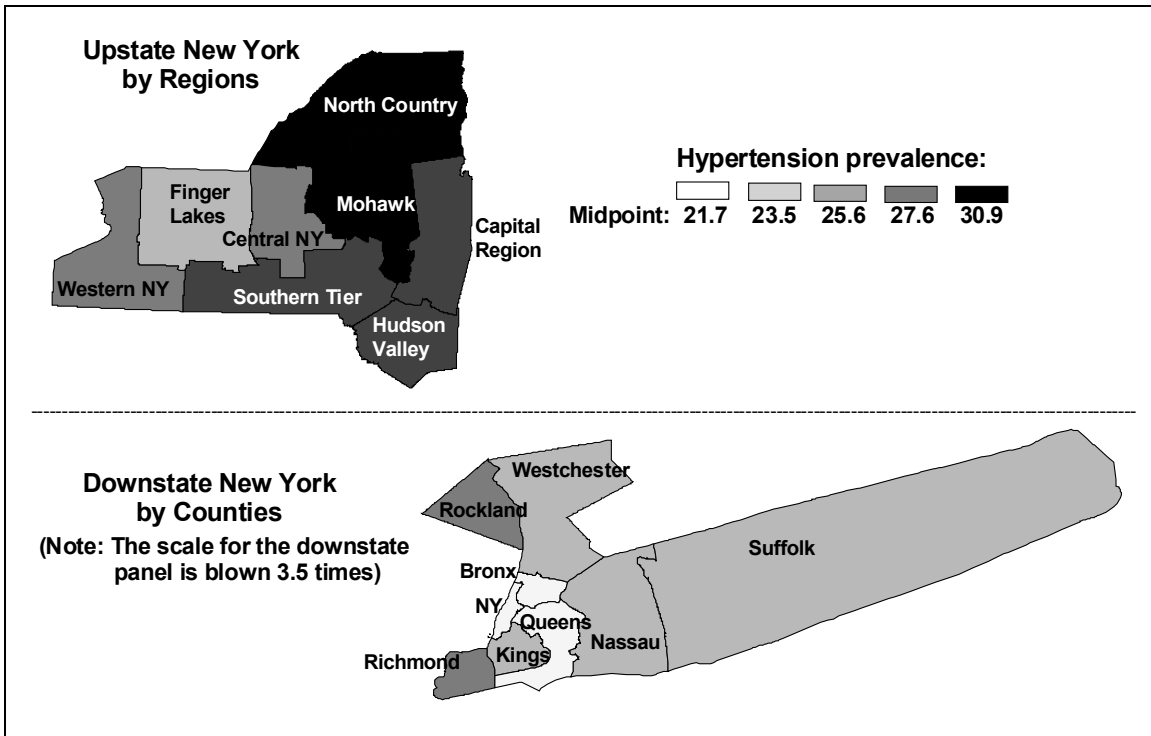 Upstate New York
by Regions
North Country
Finger
Lakes
Mohawk
Central NY
Capital
Region
Western NY
Southern Tier
Hudson
Valley
Hypertension prevalence:
Midpoint: 21.7 23.5 25.6 27.6 30.9
Downstate New York
by Counties
(Note: The scale for the downstate
panel is blown 3.5 times)
Westchester
Rockland
Suffolk
Bronx
NY
Queens
Nassau
Kings
Richmond